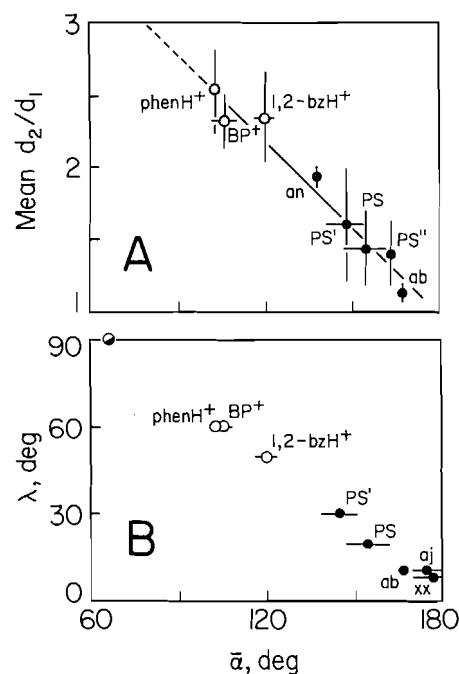 3
phenH+
1,2-bzH+
BP+
2
Mean d2/d1
an
PS
PS'
PS"
A
ab
1
90
phenH+ BP+
1,2-bzH+
60
λ, deg
PS'
30
PS
B
aj
ab
xx
0
60 120 180
ᾱ, deg